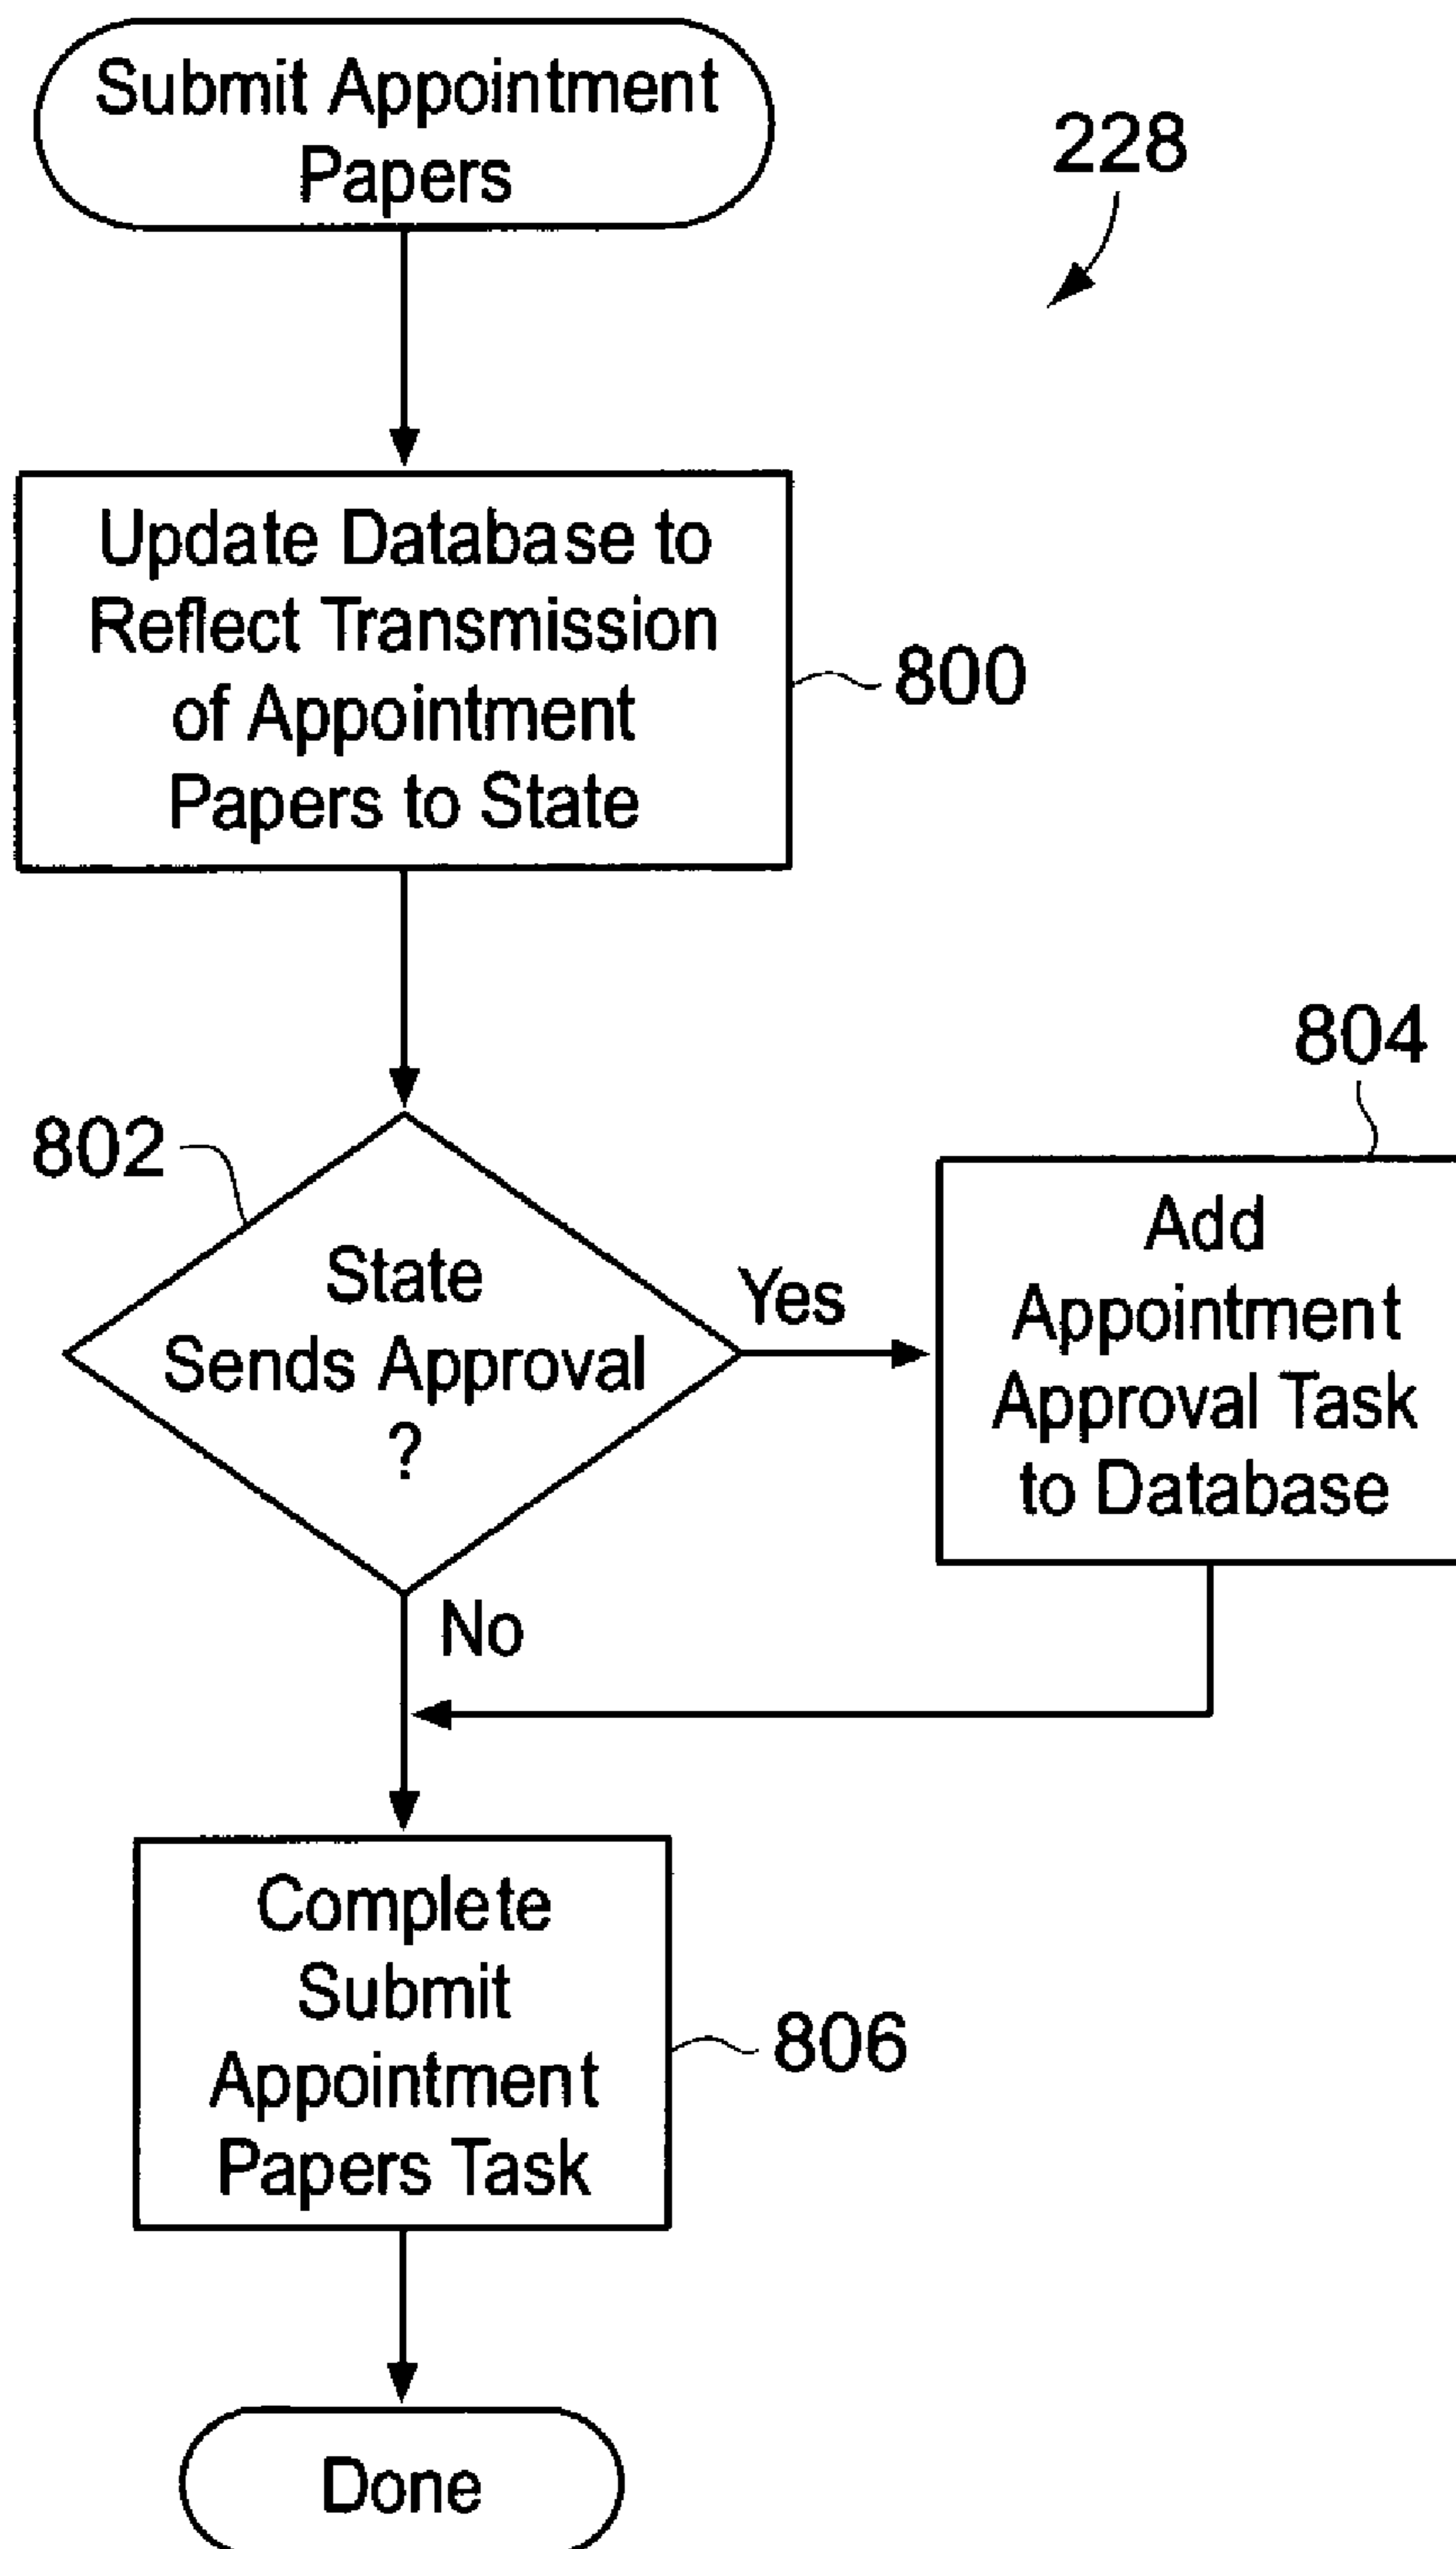 Submit Appointment
Papers
228
Update Database to
Reflect Transmission
of Appointment
Papers to State
800
802
State
Sends Approval
?
Yes
804
Add
Appointment
Approval Task
to Database
No
Complete
Submit
Appointment
Papers Task
806
Done